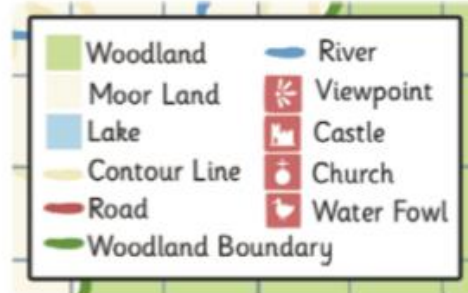 Woodland
Moor Land
Lake
Contour Line
Road
Woodland Boundary
River
Viewpoint
Castle
Church
Water Fowl